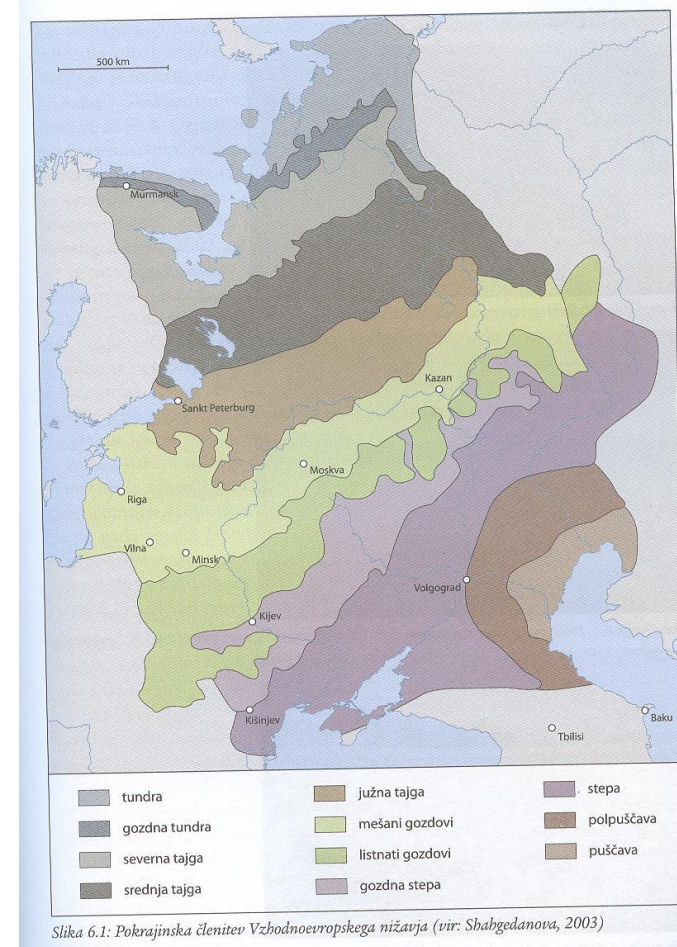 500 km
Murmansk
Kazan
Sankt Peterburg
Moskva
Riga
Vilna
Minsk
Volgograd
Kijev
Kišinjev
Baku
Tbilisi
tundra
gozdna tundra
severna tajga
srednja tajga
južna tajga
mešani gozdovi
listnati gozdovi
gozdna stepa
stepa
polpuščava
puščava
Slika 6.1: Pokrajinska členitev Vzhodnoevropskega nižavja (vir: Shahgedanova, 2003)